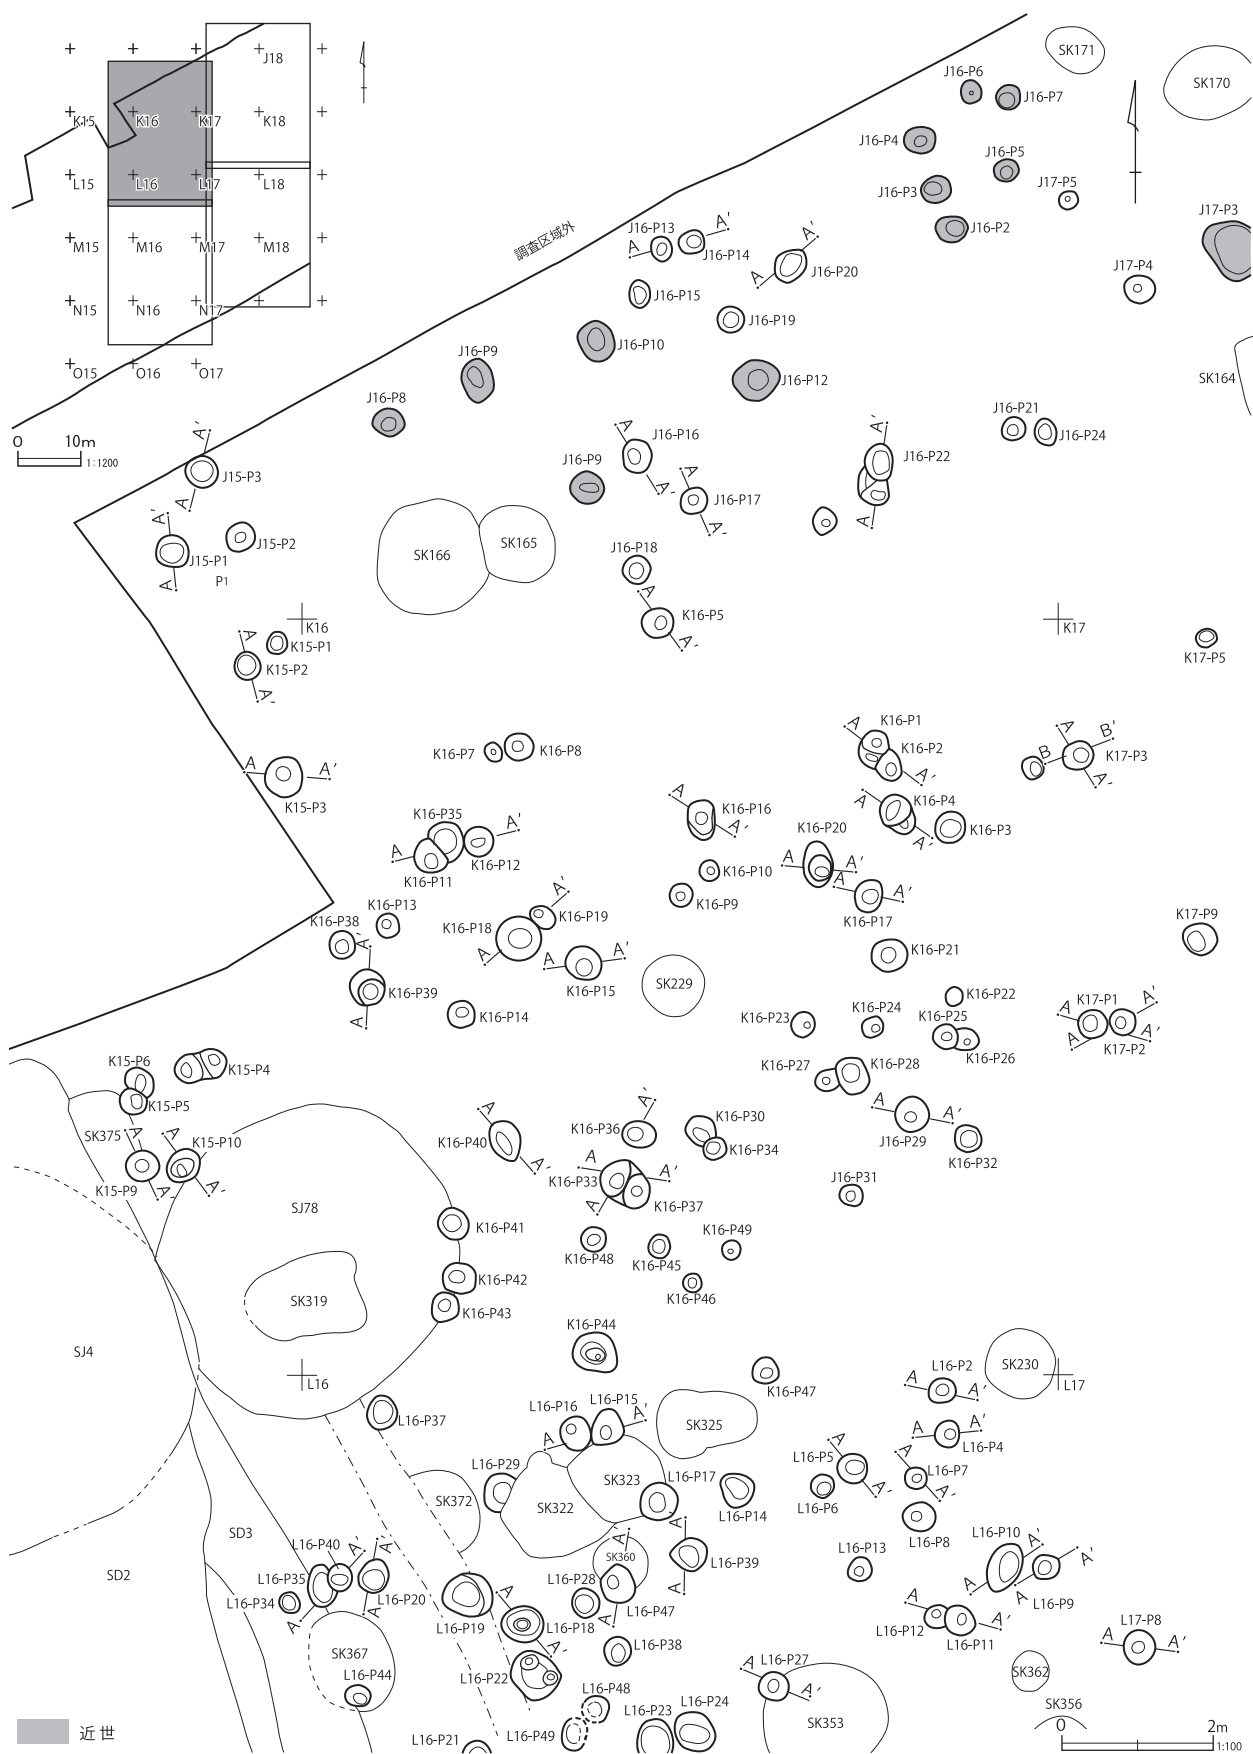 J18
K15
K16
K17
K18
L15
L16
L17
L18
M15
M16
M17
M18
N15
N16
N17
O15
O16
O17
0 10m
1:1200
調査区域外
SK171
SK170
J16-P6
J16-P7
J16-P4
J16-P5
J16-P3
J17-P5
J16-P2
J17-P3
J16-P13
A A'
J16-P14
A A'
J16-P20
J17-P4
J16-P15
J16-P19
J16-P10
J16-P9
J16-P12
SK164
J16-P8
J16-P21
J16-P24
A' A
J15-P3
A A'
J16-P16
J16-P9
A' A
J16-P22
A A'
J16-P17
A' A
J15-P1
P1
J15-P2
SK166
SK165
J16-P18
A A'
K16-P5
K16
K17
K15-P1
A A'
K15-P2
K17-P5
K16-P7
K16-P8
A A'
K16-P1
K16-P2
A A'
B B'
K17-P3
A A'
K15-P3
A A'
K16-P4
K16-P3
A A'
K16-P16
K16-P35
A A'
K16-P12
K16-P11
K16-P20
A A'
K16-P10
A A'
K16-P17
K16-P9
K16-P13
K16-P38
K16-P18
A A'
K16-P19
K17-P9
A A'
K16-P15
K16-P21
A' A
K16-P39
SK229
K16-P14
K16-P22
K16-P23
K16-P24
K16-P25
K16-P26
K17-P1
A A'
A A'
K17-P2
K15-P6
K15-P4
K15-P5
K16-P27
K16-P28
A A'
J16-P29
K16-P32
SK375
A A'
K15-P9
A A'
K15-P10
A A'
K16-P40
K16-P36
A' A
K16-P30
K16-P34
A A'
K16-P33
K16-P37
J16-P31
SJ78
K16-P41
K16-P48
K16-P45
K16-P49
K16-P42
K16-P46
SK319
K16-P43
K16-P44
SJ4
L16
K16-P47
L16-P2
A A'
SK230
L17
L16-P37
L16-P16
L16-P15
A A'
SK325
A A'
L16-P4
L16-P29
SK323
L16-P17
L16-P5
A A'
L16-P7
A A'
L16-P6
SK372
SK322
L16-P14
L16-P8
SD3
SK360
A A'
L16-P39
L16-P13
L16-P10
A A'
A A'
L16-P9
SD2
L16-P40
L16-P35
A A'
L16-P34
A' A
L16-P20
L16-P28
A' A
L16-P47
L16-P19
A A'
L16-P18
A A'
L16-P12
L16-P11
L17-P8
A A'
SK367
L16-P44
L16-P38
L16-P22
L16-P27
A A'
SK362
L16-P48
L16-P49
L16-P23
L16-P24
SK353
SK356
L16-P21
近世
0 2m
1:100